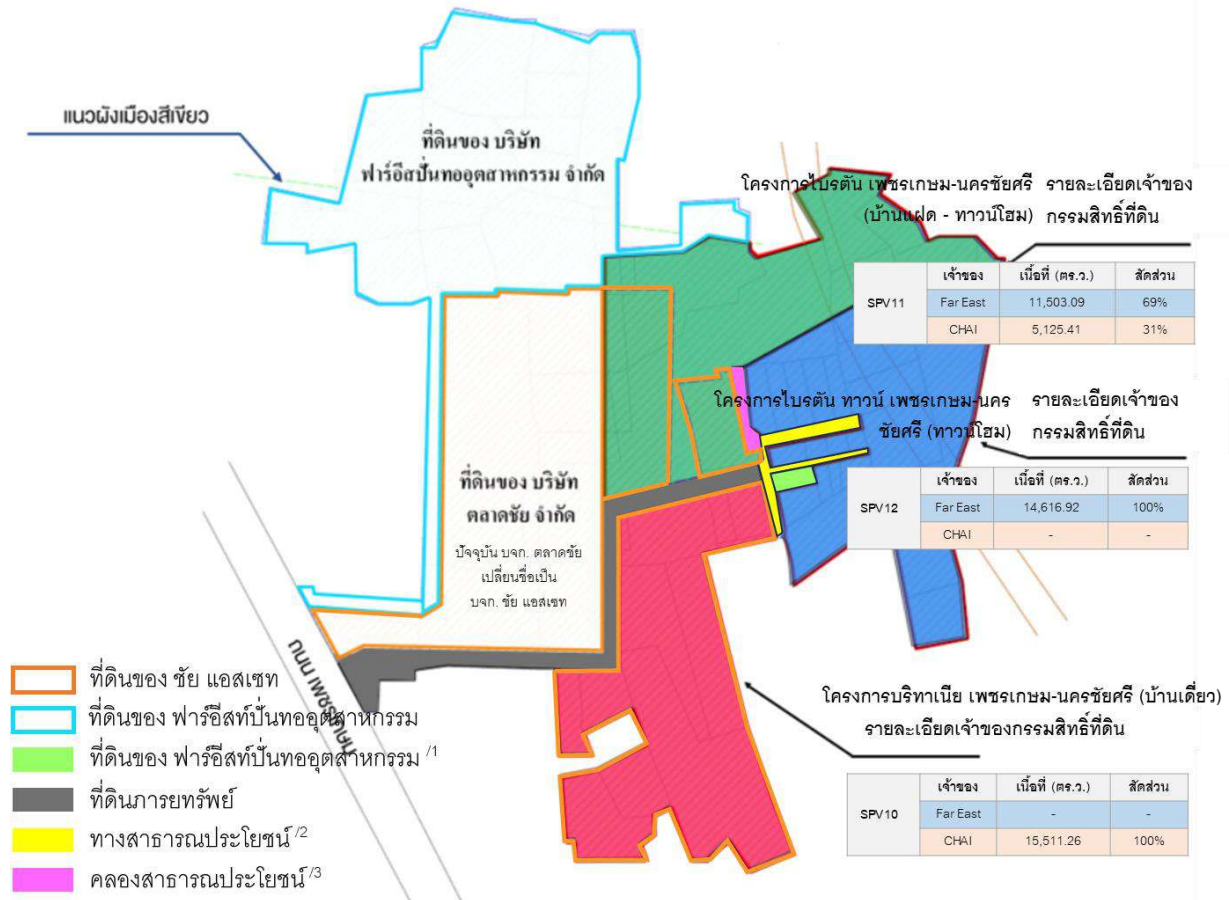 แนวผังเมืองสีเขียว
ที่ดินของ บริษัท
ฟาร์อีสปั่นทออุตสาหกรรม จำกัด
โครงการไบรตัน เพชรเกษม-นครชัยศรี
(บ้านแฝด - ทาวน์โฮม)
รายละเอียดเจ้าของ
กรรมสิทธิ์ที่ดิน
เจ้าของ เนื้อที่ (ตร.ว.) สัดส่วน
SPV11
Far East 11,503.09 69%
CHAI 5,125.41 31%
โครงการไบรตัน ทาวน์ เพชรเกษม-นคร
ชัยศรี (ทาวน์โฮม)
รายละเอียดเจ้าของ
กรรมสิทธิ์ที่ดิน
เจ้าของ เนื้อที่ (ตร.ว.) สัดส่วน
SPV12
Far East 14,616.92 100%
CHAI - -
ที่ดินของ บริษัท
ตลาดชัย จำกัด
ปัจจุบัน บจก. ตลาดชัย
เปลี่ยนชื่อเป็น
บจก. ชัย แอสเซท
ถนน เพชรเกษม
โครงการบริทาเนีย เพชรเกษม-นครชัยศรี (บ้านเดี่ยว)
รายละเอียดเจ้าของกรรมสิทธิ์ที่ดิน
เจ้าของ เนื้อที่ (ตร.ว.) สัดส่วน
SPV10
Far East - -
CHAI 15,511.26 100%
ที่ดินของ ชัย แอสเซท
ที่ดินของ ฟาร์อีสท์ปั่นทออุตสาหกรรม
ที่ดินของ ฟาร์อีสท์ปั่นทออุตสาหกรรม /1
ที่ดินภารยทรัพย์
ทางสาธารณประโยชน์ /2
คลองสาธารณประโยชน์ /3